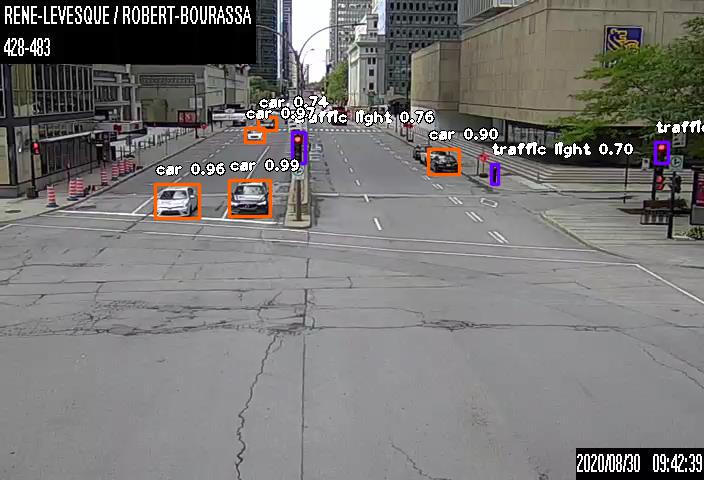 RENE-LEVESQUE / ROBERT-BOURASSA
428-483
car 0.74
car 0.97
traffic light 0.76
car 0.90
traffic
traffic light 0.70
car 0.96
car 0.99
2020/08/30 09:42:39